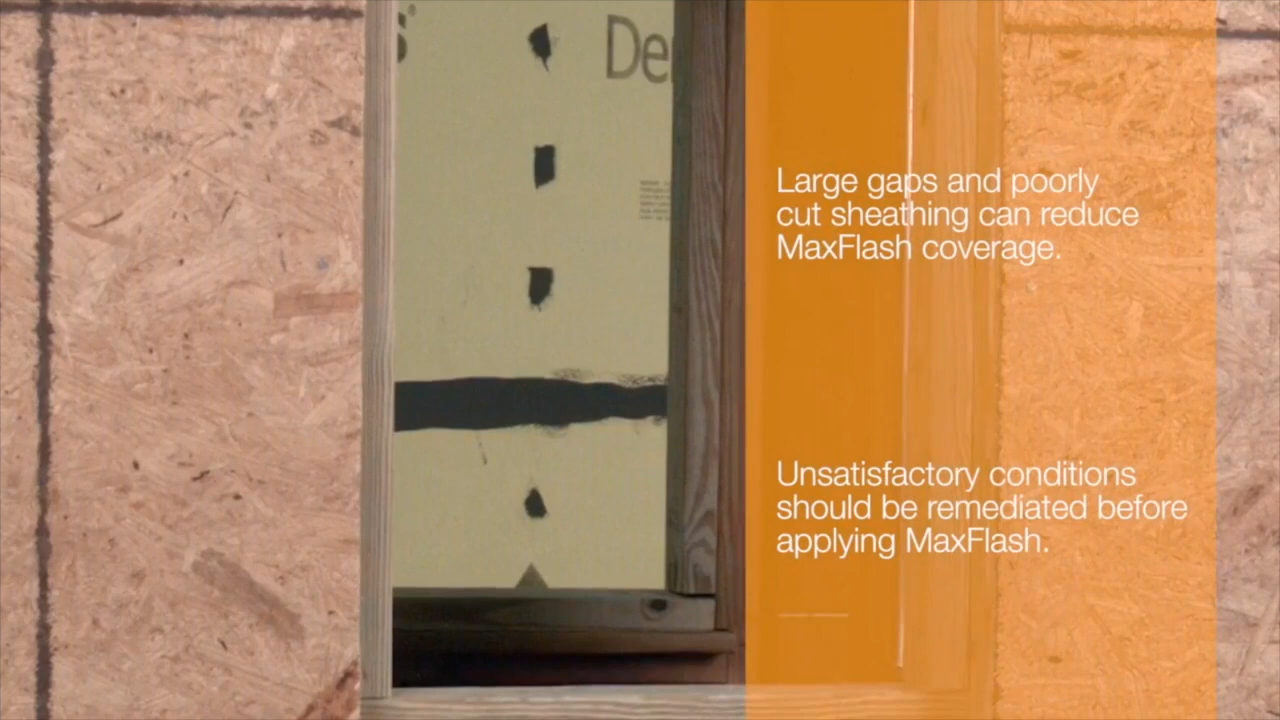 De
Large gaps and poorly
cut sheathing can reduce
MaxFlash coverage.
Unsatisfactory conditions
should be remediated before
applying MaxFlash.